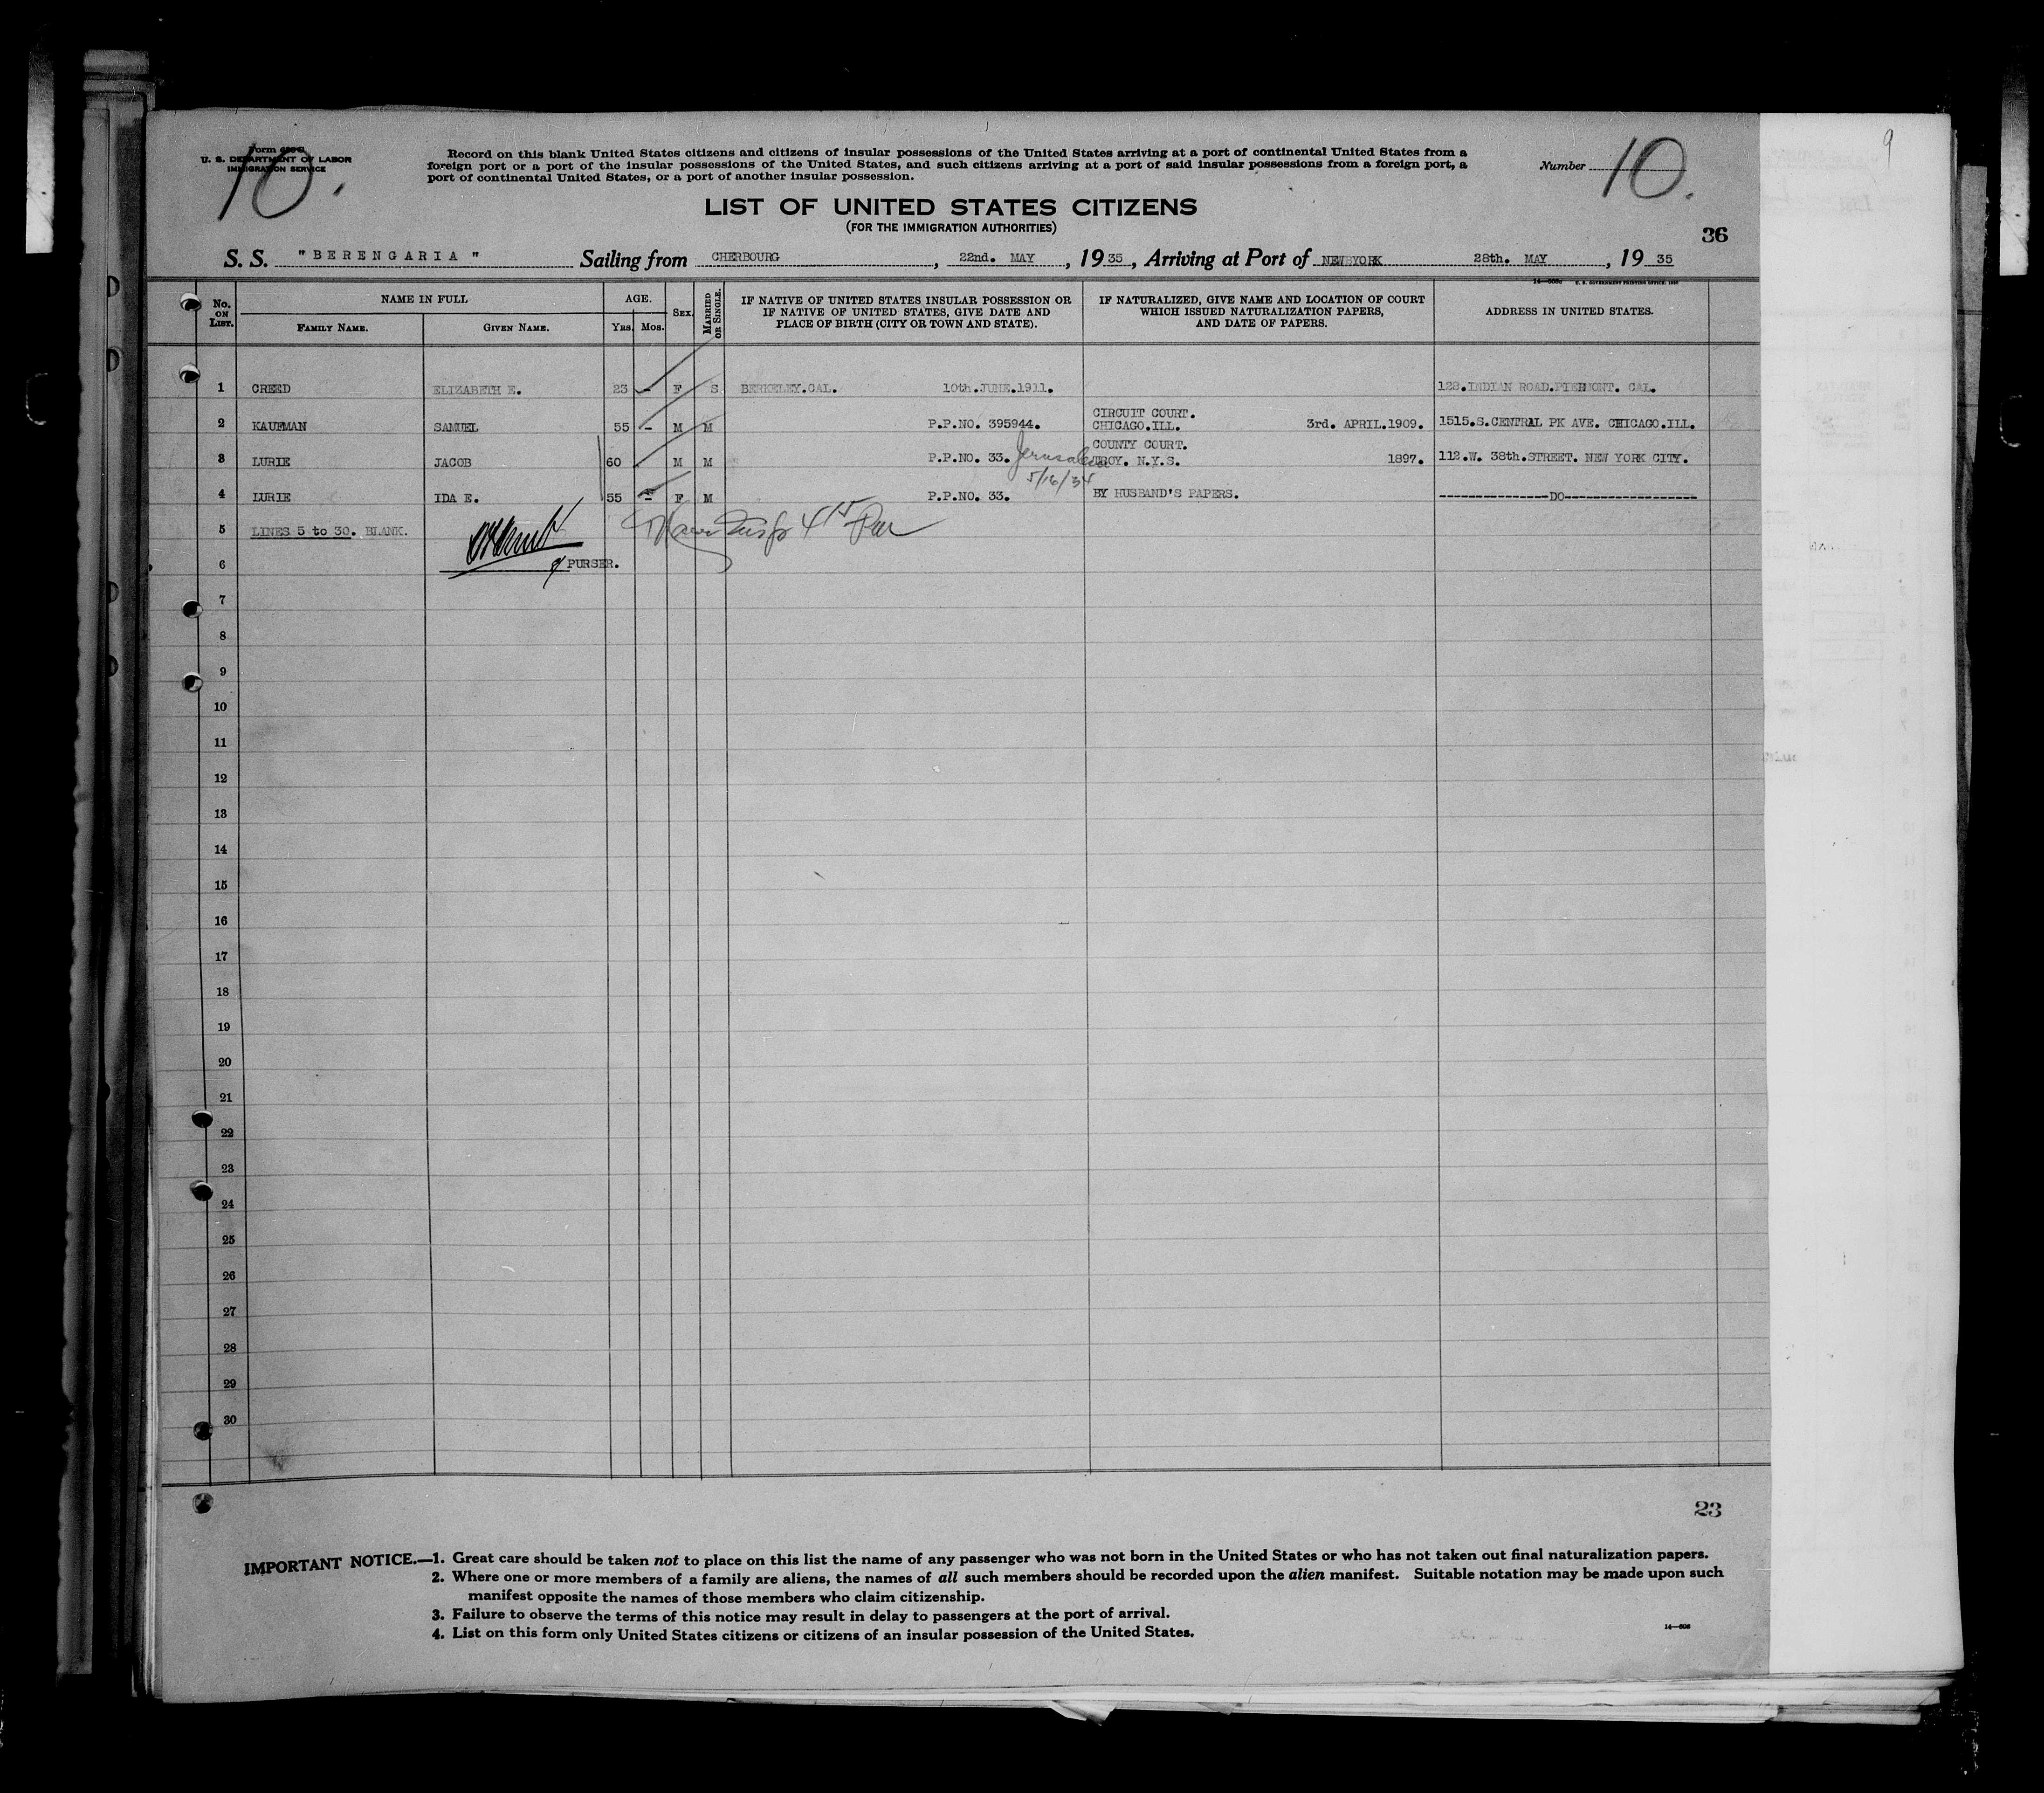 10.
U. S. DEPARTMENT OF LABOR
IMMIGRATION SERVICE
Record on this blank United States citizens and citizens of insular possessions of the United States arriving at a port of continental United States from a
foreign port or a port of the insular possessions of the United States, and such citizens arriving at a port of said insular possessions from a foreign port, a
port of continental United States, or a port of another insular possession.
Number 10.
9
LIST OF UNITED STATES CITIZENS
(FOR THE IMMIGRATION AUTHORITIES)
36
S. S. "BERENGARIA" Sailing from CHERBOURG, 22nd. MAY, 1935, Arriving at Port of NEW YORK 28th. MAY, 1935
No. ON LIST. NAME IN FULL FAMILY NAME. GIVEN NAME. AGE. Yrs. Mos. SEX. MARRIED OR SINGLE. IF NATIVE OF UNITED STATES INSULAR POSSESSION OR IF NATIVE OF UNITED STATES, GIVE DATE AND PLACE OF BIRTH (CITY OR TOWN AND STATE). IF NATURALIZED, GIVE NAME AND LOCATION OF COURT WHICH ISSUED NATURALIZATION PAPERS, AND DATE OF PAPERS. ADDRESS IN UNITED STATES.
1 CREED ELIZABETH E. 23 - F S BERKELEY.CAL. 10th.JUNE.1911. 128.INDIAN ROAD.PIEDMONT. CAL.
2 KAUFMAN SAMUEL 55 - M M P.P.NO. 395944. CIRCUIT COURT. CHICAGO.ILL. 3rd. APRIL.1909. 1515.S.CENTRAL PK AVE. CHICAGO.ILL.
3 LURIE JACOB 60 M M P.P.NO. 33. Jerusalem 5/16/34 COUNTY COURT. TROY. N.Y.S. 1897. 112.W. 38th.STREET. NEW YORK CITY.
4 LURIE IDA E. 55 - F M P.P.NO. 33. BY HUSBAND'S PAPERS. ---------------DO------------------
5 LINES 5 to 30. BLANK.
6 PURSER.
7
8
9
10
11
12
13
14
15
16
17
18
19
20
21
22
23
24
25
26
27
28
29
30
23
IMPORTANT NOTICE.—1. Great care should be taken not to place on this list the name of any passenger who was not born in the United States or who has not taken out final naturalization papers.
2. Where one or more members of a family are aliens, the names of all such members should be recorded upon the alien manifest. Suitable notation may be made upon such
manifest opposite the names of those members who claim citizenship.
3. Failure to observe the terms of this notice may result in delay to passengers at the port of arrival.
4. List on this form only United States citizens or citizens of an insular possession of the United States.